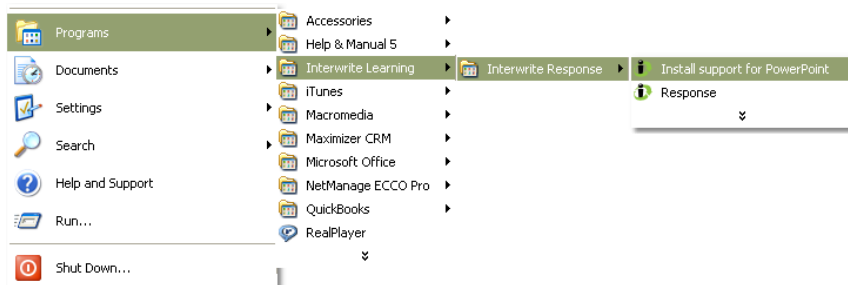 Programs
Documents
Settings
Search
Help and Support
Run...
Shut Down...
Accessories
Help & Manual 5
Interwrite Learning
iTunes
Macromedia
Maximizer CRM
Microsoft Office
NetManage ECCO Pro
QuickBooks
RealPlayer
Interwrite Response
Install support for PowerPoint
Response